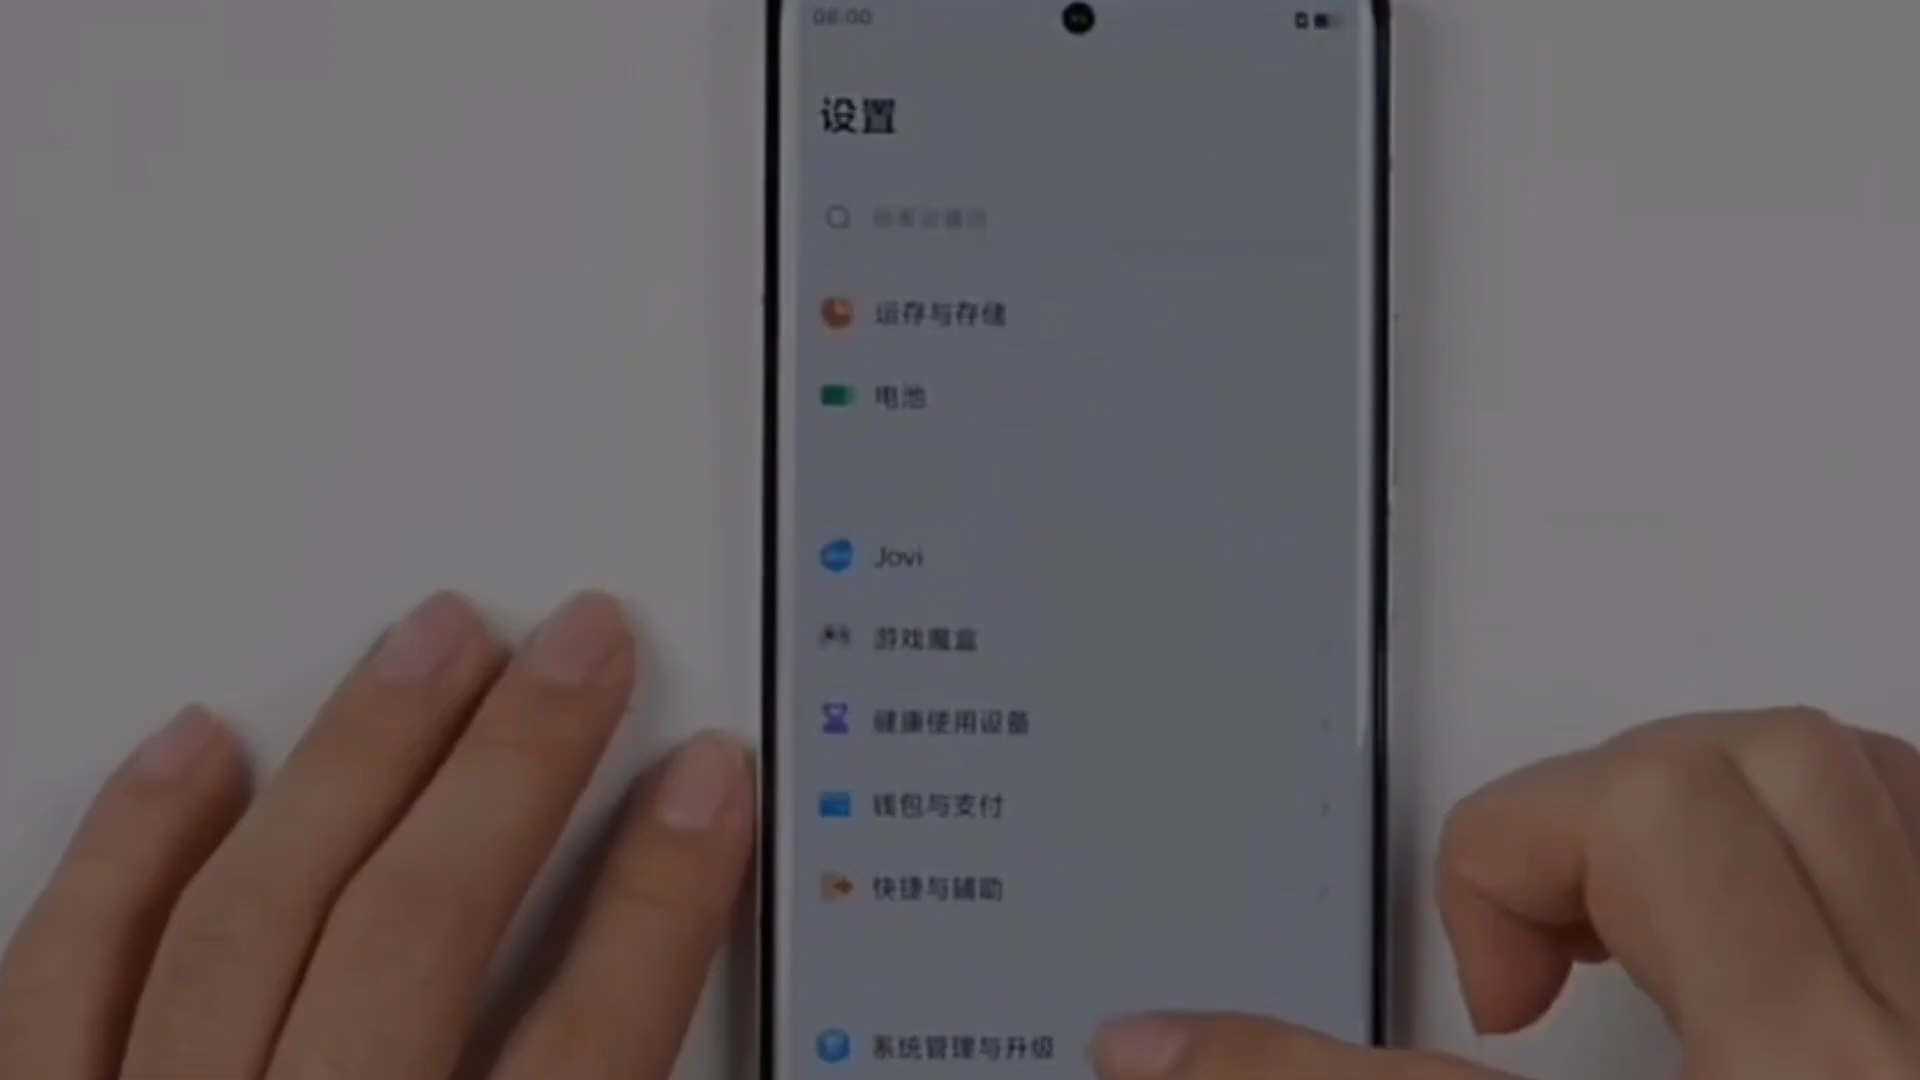 08:00
设置
运存与存储
电池
Jovi
游戏魔盒
健康使用设备
钱包与支付
快捷与辅助
系统管理与升级